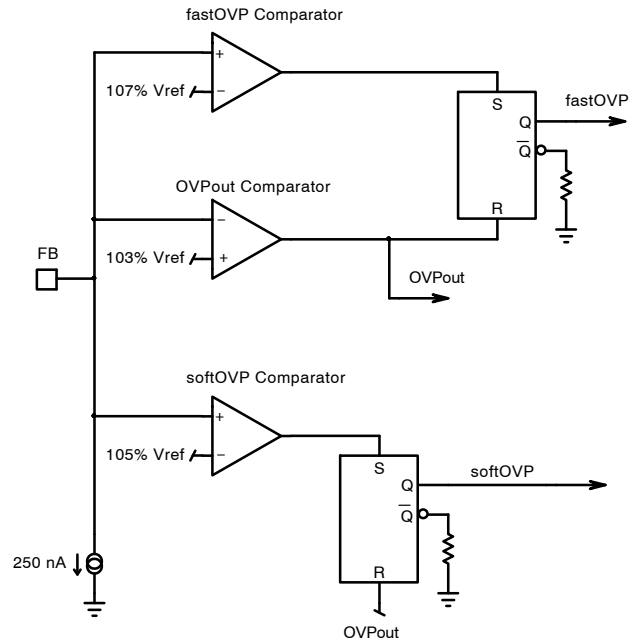 fastOVP Comparator
+
107% Vref
−
S
Q
fastOVP
Q
R
OVPout Comparator
−
103% Vref
+
OVPout
FB
softOVP Comparator
+
105% Vref
−
S
Q
softOVP
Q
R
250 nA
OVPout